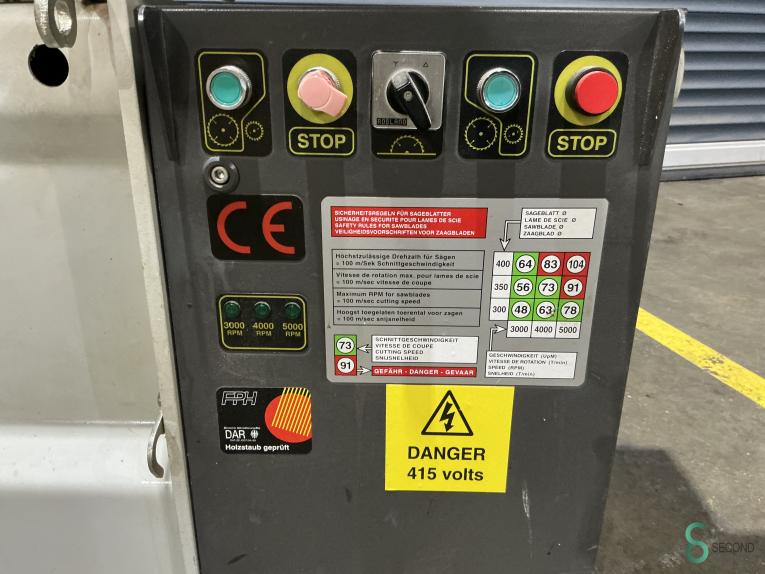 STOP
ROBLAND
STOP
CE
SICHERHEITSREGELN FÜR SAGEBLATTER
USINAGE EN SECURITE POUR LAMES DE SCIE
SAFETY RULES FOR SAWBLADES
VEILIGHEIDSVOORSCHRIFTEN VOOR ZAAGBLADEN
SAGEBLATT Ø
LAME DE SCIE Ø
SAWBLADE Ø
ZAAGBLAD Ø
Höchstzulässige Drehzalh für Sägen
= 100 m/Sek Schnittgeschwindigkeit
Vitesse de rotation max. pour lames de scie
= 100 m/sec vitesse de coupe
Maximum RPM for sawblades
= 100 m/sec cutting speed
Hoogst toegelaten toerental voor zagen
= 100 m/sec snijsnelheid
400 64 83 104
350 56 73 91
300 48 63 78
3000 4000 5000
3000 RPM
4000 RPM
5000 RPM
73
SCHNITTGESCHWINDIGKEIT
VITESSE DE COUPE
CUTTING SPEED
SNIJSNELHEID
91
GEFÄHR - DANGER - GEVAAR
GESCHWINDIGKEIT (UpM)
VITESSE DE ROTATION (T/min)
SPEED (RPM)
SNELHEID (T/min)
FPH
DAR
Holzstaub geprüft
DANGER
415 volts
SECOND